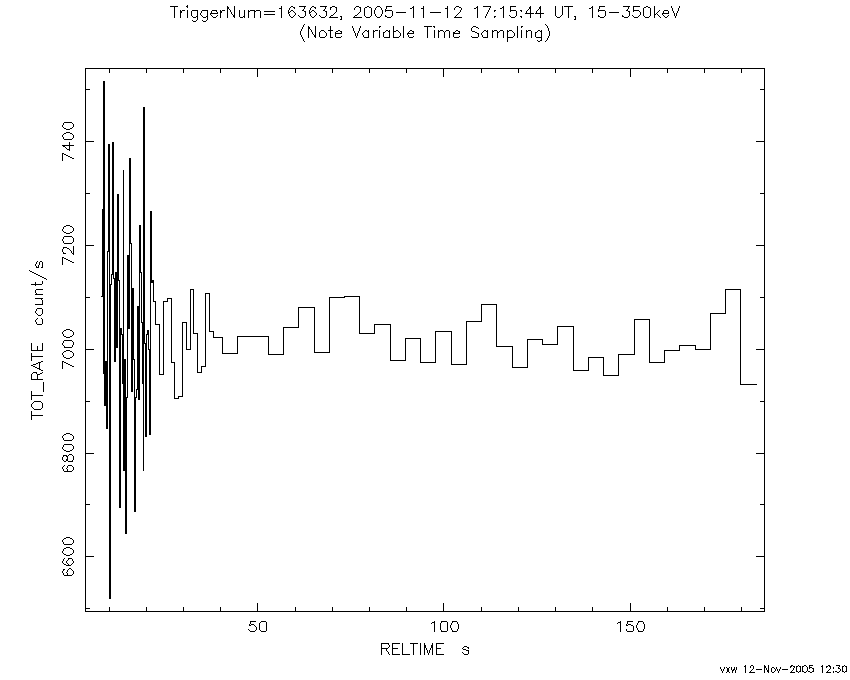 TriggerNum=163632, 2005-11-12 17:15:44 UT, 15-350keV
(Note Variable Time Sampling)
TOT_RATE count/s
7400
7200
7000
6800
6600
50 100 150
RELTIME s
vxw 12-Nov-2005 12:30